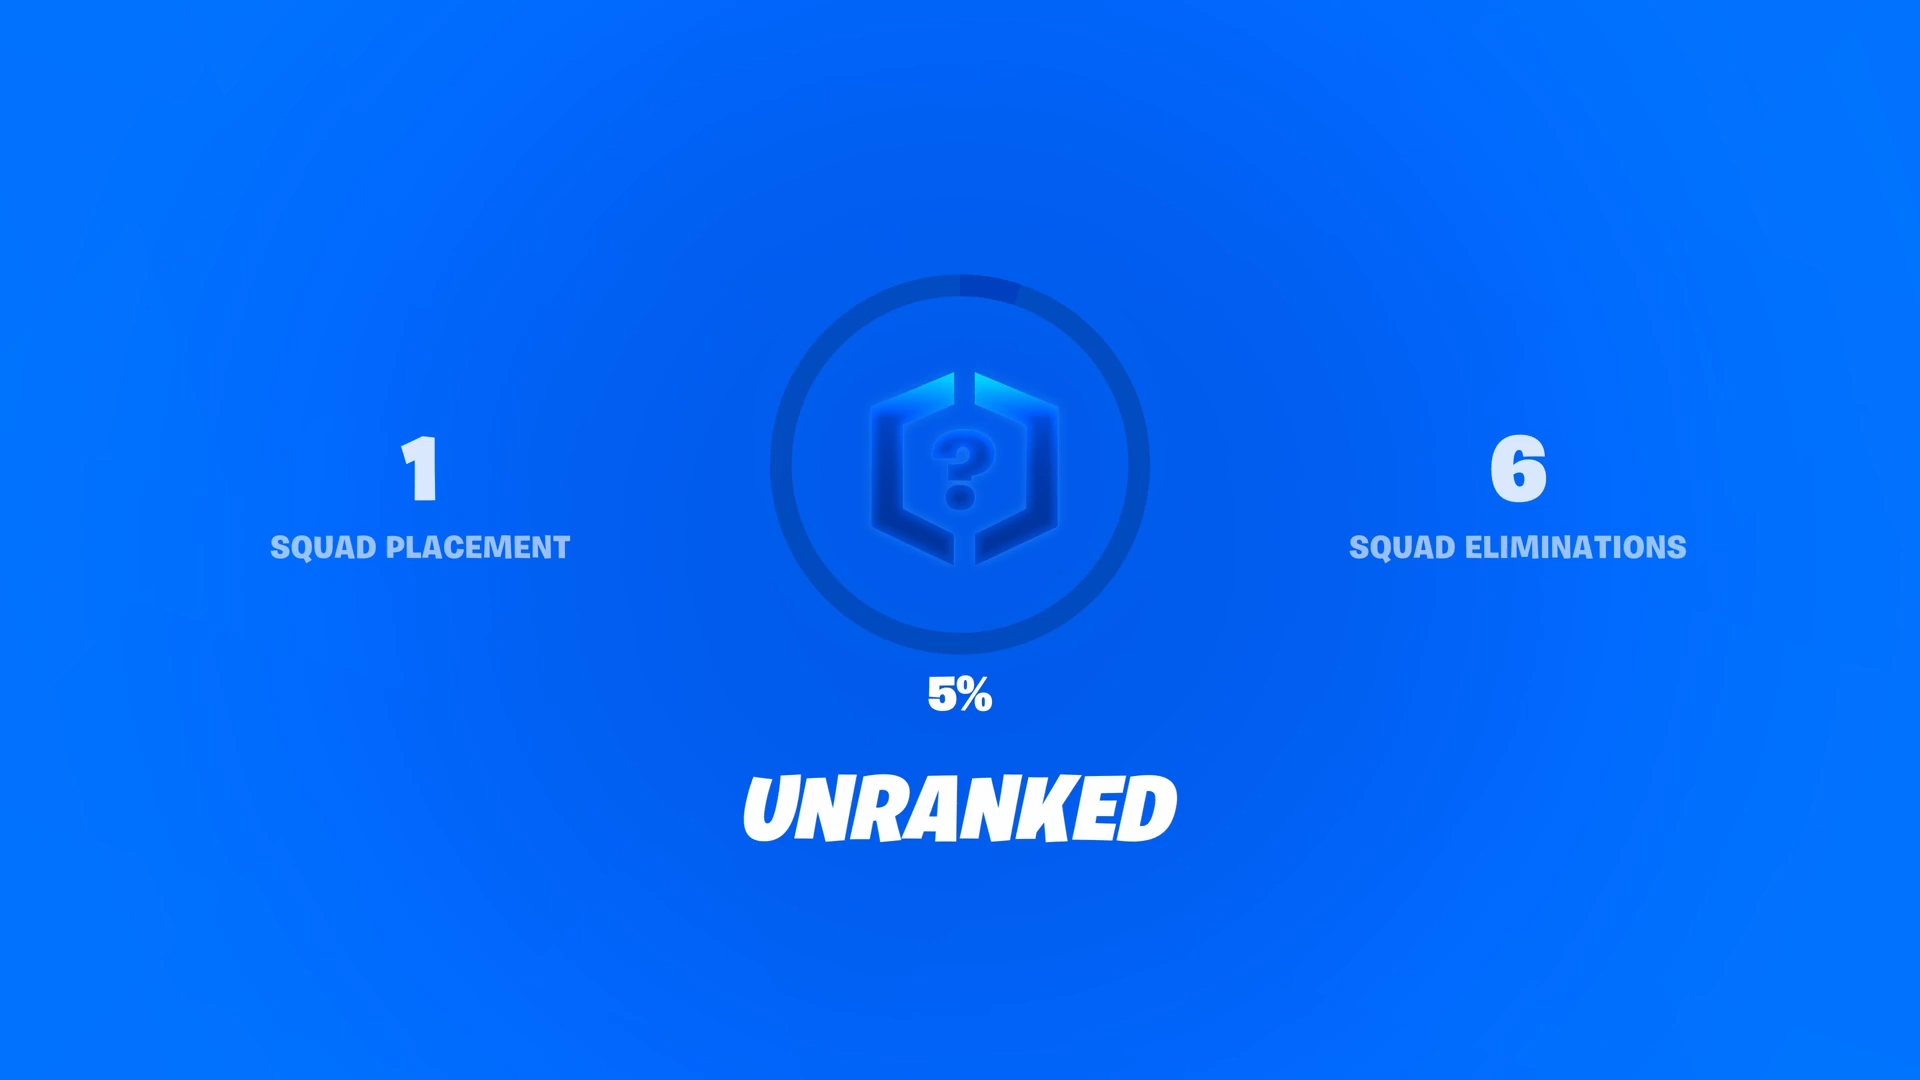 1
SQUAD PLACEMENT
?
6
SQUAD ELIMINATIONS
5%
UNRANKED